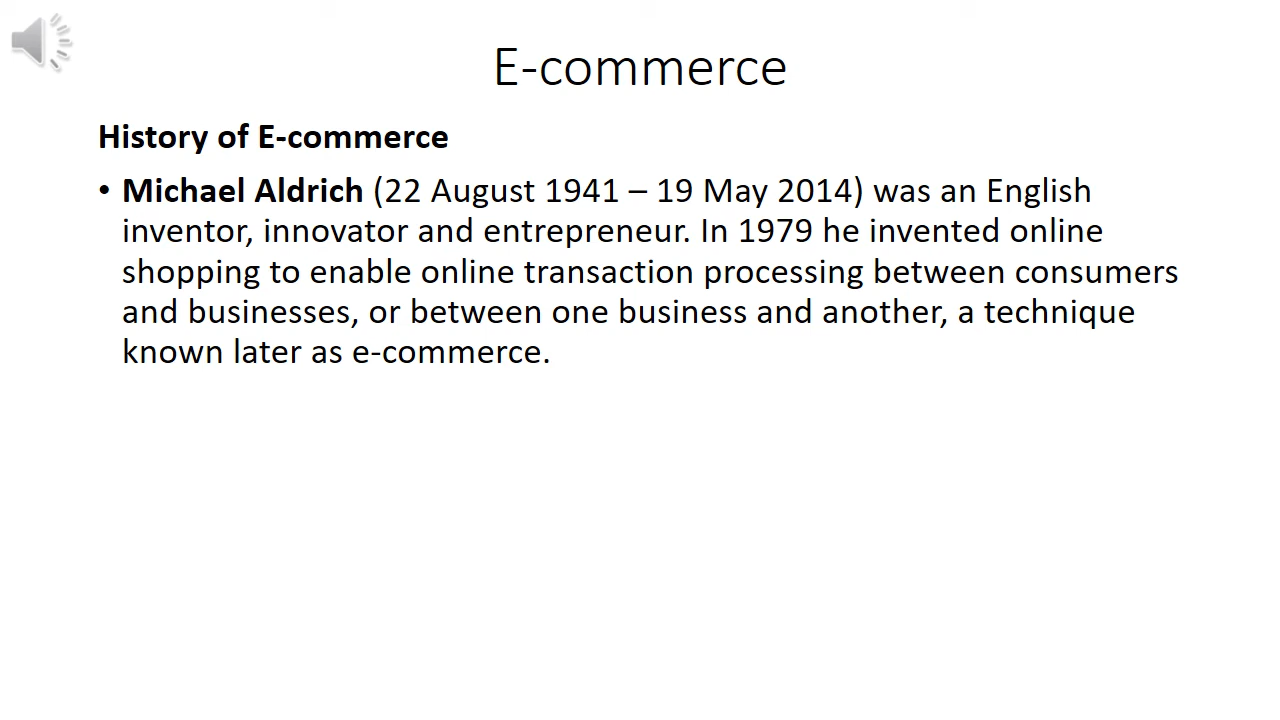 E-commerce
History of E-commerce
• Michael Aldrich (22 August 1941 – 19 May 2014) was an English
inventor, innovator and entrepreneur. In 1979 he invented online
shopping to enable online transaction processing between consumers
and businesses, or between one business and another, a technique
known later as e-commerce.